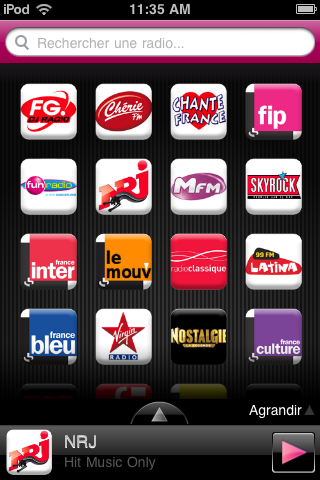 iPod 11:35 AM
Rechercher une radio...
FG.
DJ RADIO
Chérie
FM
CHANTE
FRANCE
fip
fun radio
NRJ
MFM
SKYROCK
france
inter
le
mouv'
radioclassique
99 FM
LATINA
france
bleu
Virgin
RADIO
NOSTALGIE
france
culture
Agrandir
NRJ
NRJ
Hit Music Only